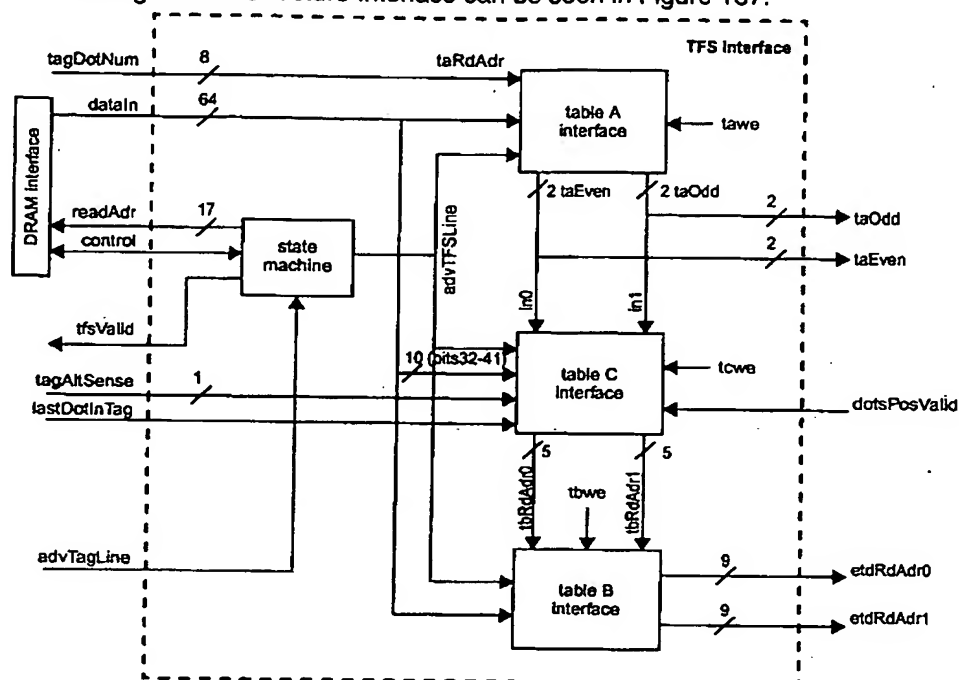 TFS Interface
tagDotNum
8
taRdAdr
dataIn
64
table A
interface
tawe
DRAM Interface
2 taEven
2 taOdd
readAdr
17
2
taOdd
control
state
machine
advTFSLine
2
taEven
in0
in1
tfsValid
10 (bits32-41)
table C
Interface
tcwe
tagAltSense
1
lastDotInTag
dotsPosValid
5
5
tbRdAdr0
tbwe
tbRdAdr1
advTagLine
table B
Interface
9
etdRdAdr0
9
etdRdAdr1